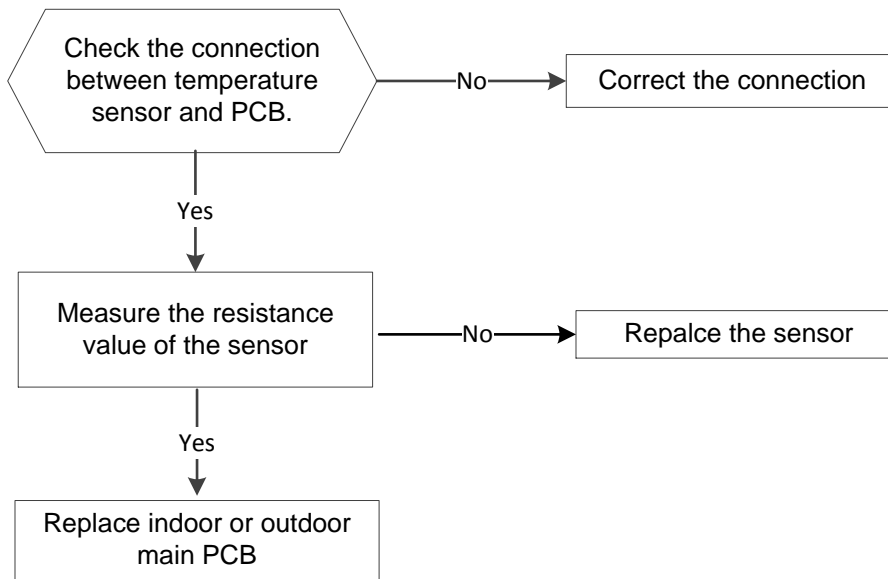 Check the connection
between temperature
sensor and PCB.
No
Correct the connection
Yes
Measure the resistance
value of the sensor
No
Repalce the sensor
Yes
Replace indoor or outdoor
main PCB